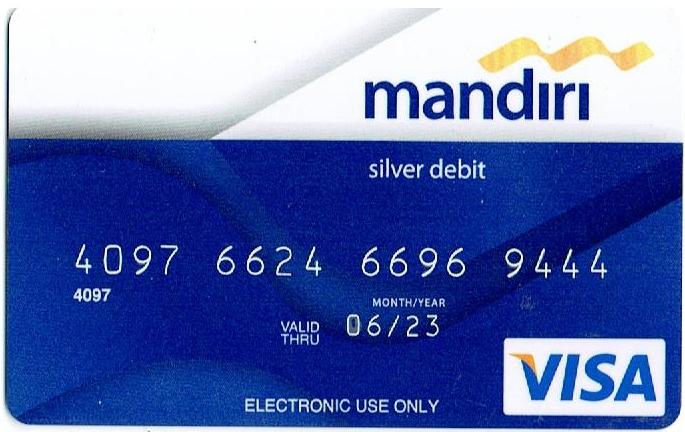 mandiri
silver debit
4097 6624 6696 9444
4097
MONTH/YEAR
VALID THRU 06/23
VISA
ELECTRONIC USE ONLY